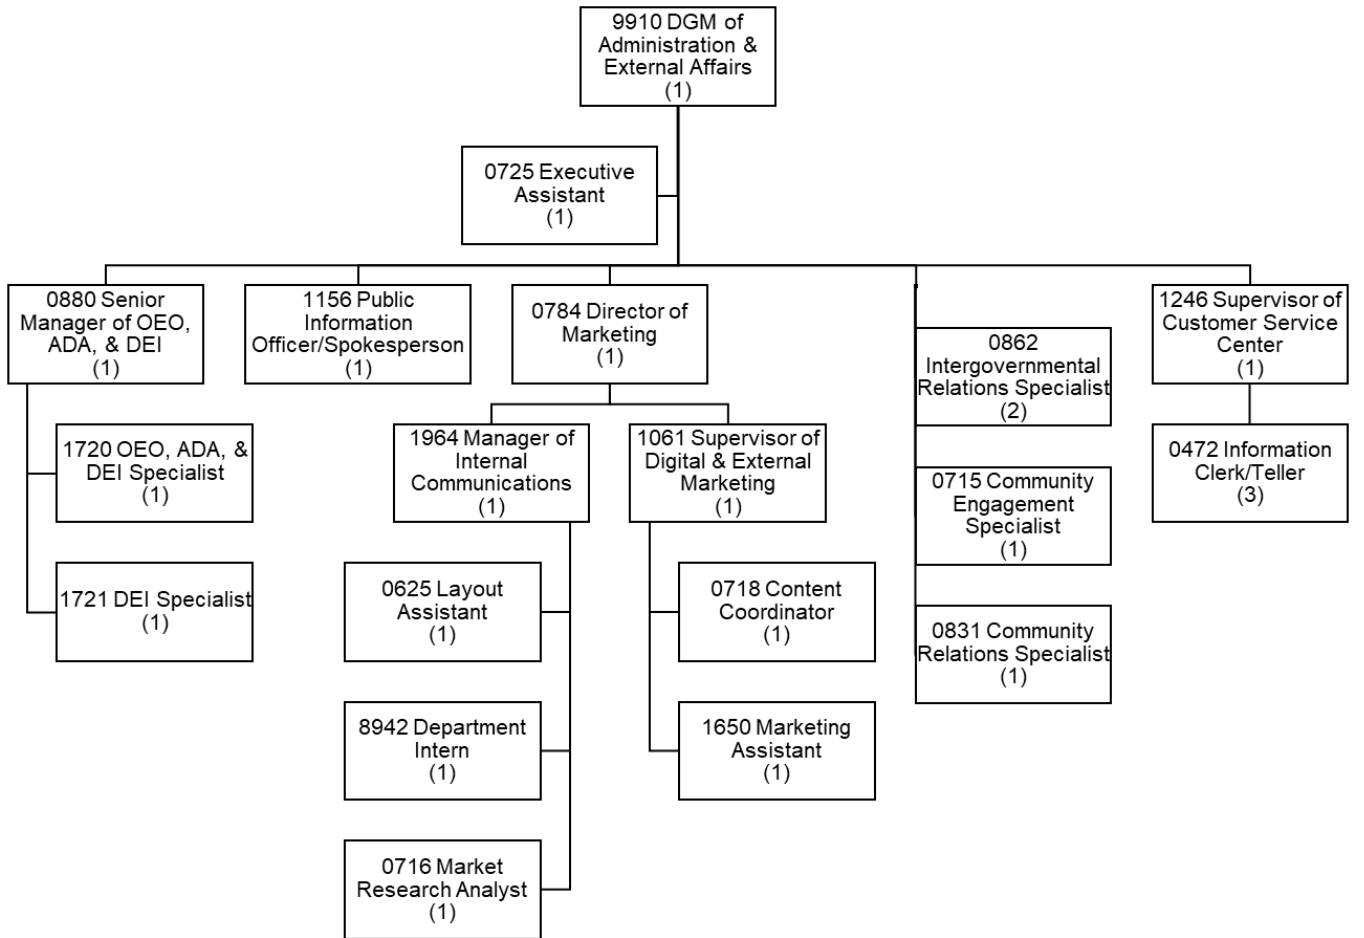 9910 DGM of
Administration &
External Affairs
(1)
0725 Executive
Assistant
(1)
0880 Senior
Manager of OEO,
ADA, & DEI
(1)
1156 Public
Information
Officer/Spokesperson
(1)
0784 Director of
Marketing
(1)
0862
Intergovernmental
Relations Specialist
(2)
1246 Supervisor of
Customer Service
Center
(1)
1720 OEO, ADA, &
DEI Specialist
(1)
1964 Manager of
Internal
Communications
(1)
1061 Supervisor of
Digital & External
Marketing
(1)
0715 Community
Engagement
Specialist
(1)
0472 Information
Clerk/Teller
(3)
1721 DEI Specialist
(1)
0625 Layout
Assistant
(1)
0718 Content
Coordinator
(1)
0831 Community
Relations Specialist
(1)
8942 Department
Intern
(1)
1650 Marketing
Assistant
(1)
0716 Market
Research Analyst
(1)